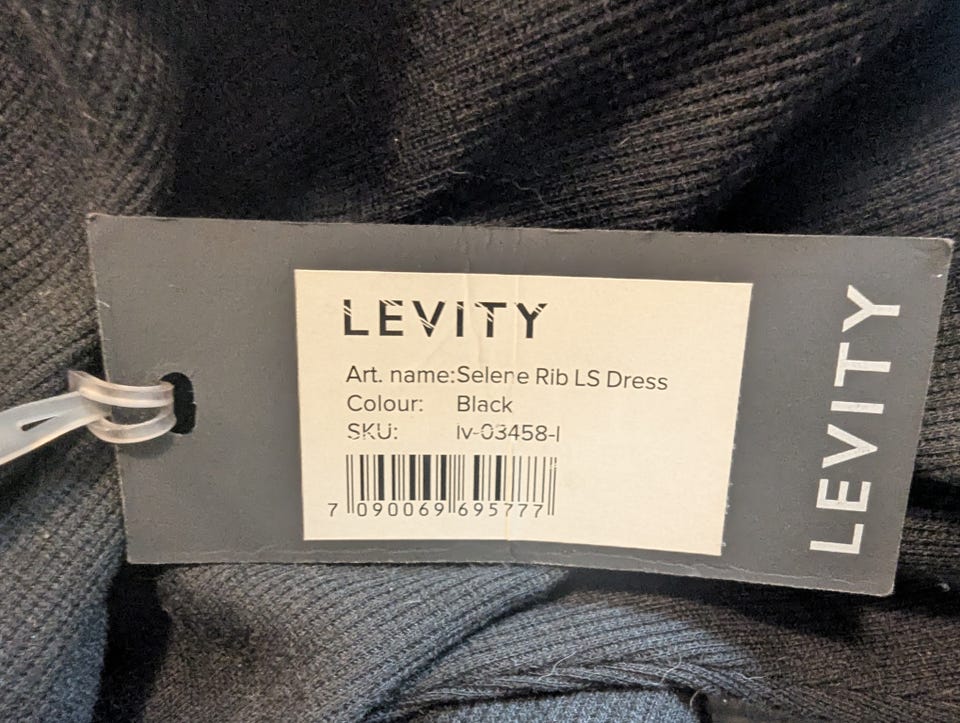 LEVITY
Art. name: Selene Rib LS Dress
Colour: Black
SKU: lv-03458-l
7 090069 695777
LEVITY